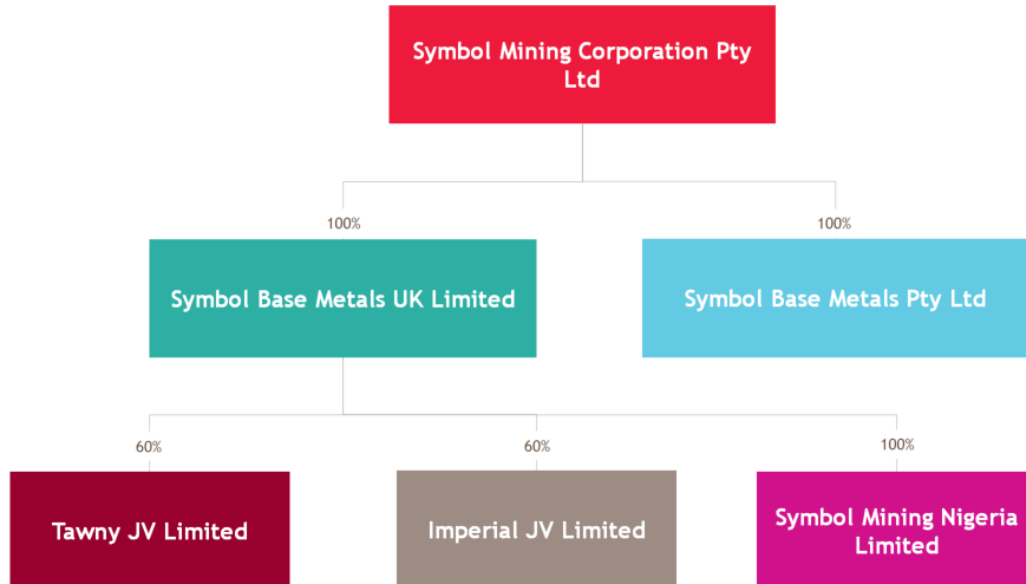 Symbol Mining Corporation Pty
Ltd
100%
100%
Symbol Base Metals UK Limited
Symbol Base Metals Pty Ltd
60%
60%
100%
Tawny JV Limited
Imperial JV Limited
Symbol Mining Nigeria
Limited